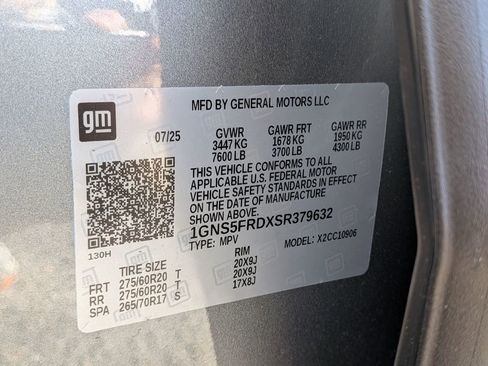 MFD BY GENERAL MOTORS LLC
gm
07/25 GVWR GAWR FRT GAWR RR
3447 KG 1678 KG 1950 KG
7600 LB 3700 LB 4300 LB
THIS VEHICLE CONFORMS TO ALL
APPLICABLE U.S. FEDERAL MOTOR
VEHICLE SAFETY STANDARDS IN EFFECT
ON THE DATE OF MANUFACTURE
SHOWN ABOVE.
1GNS5FRDXSR379632
130H TYPE: MPV MODEL: X2CC10906
TIRE SIZE RIM
FRT 275/60R20 T 20X9J
RR 275/60R20 T 20X9J
SPA 265/70R17 S 17X8J